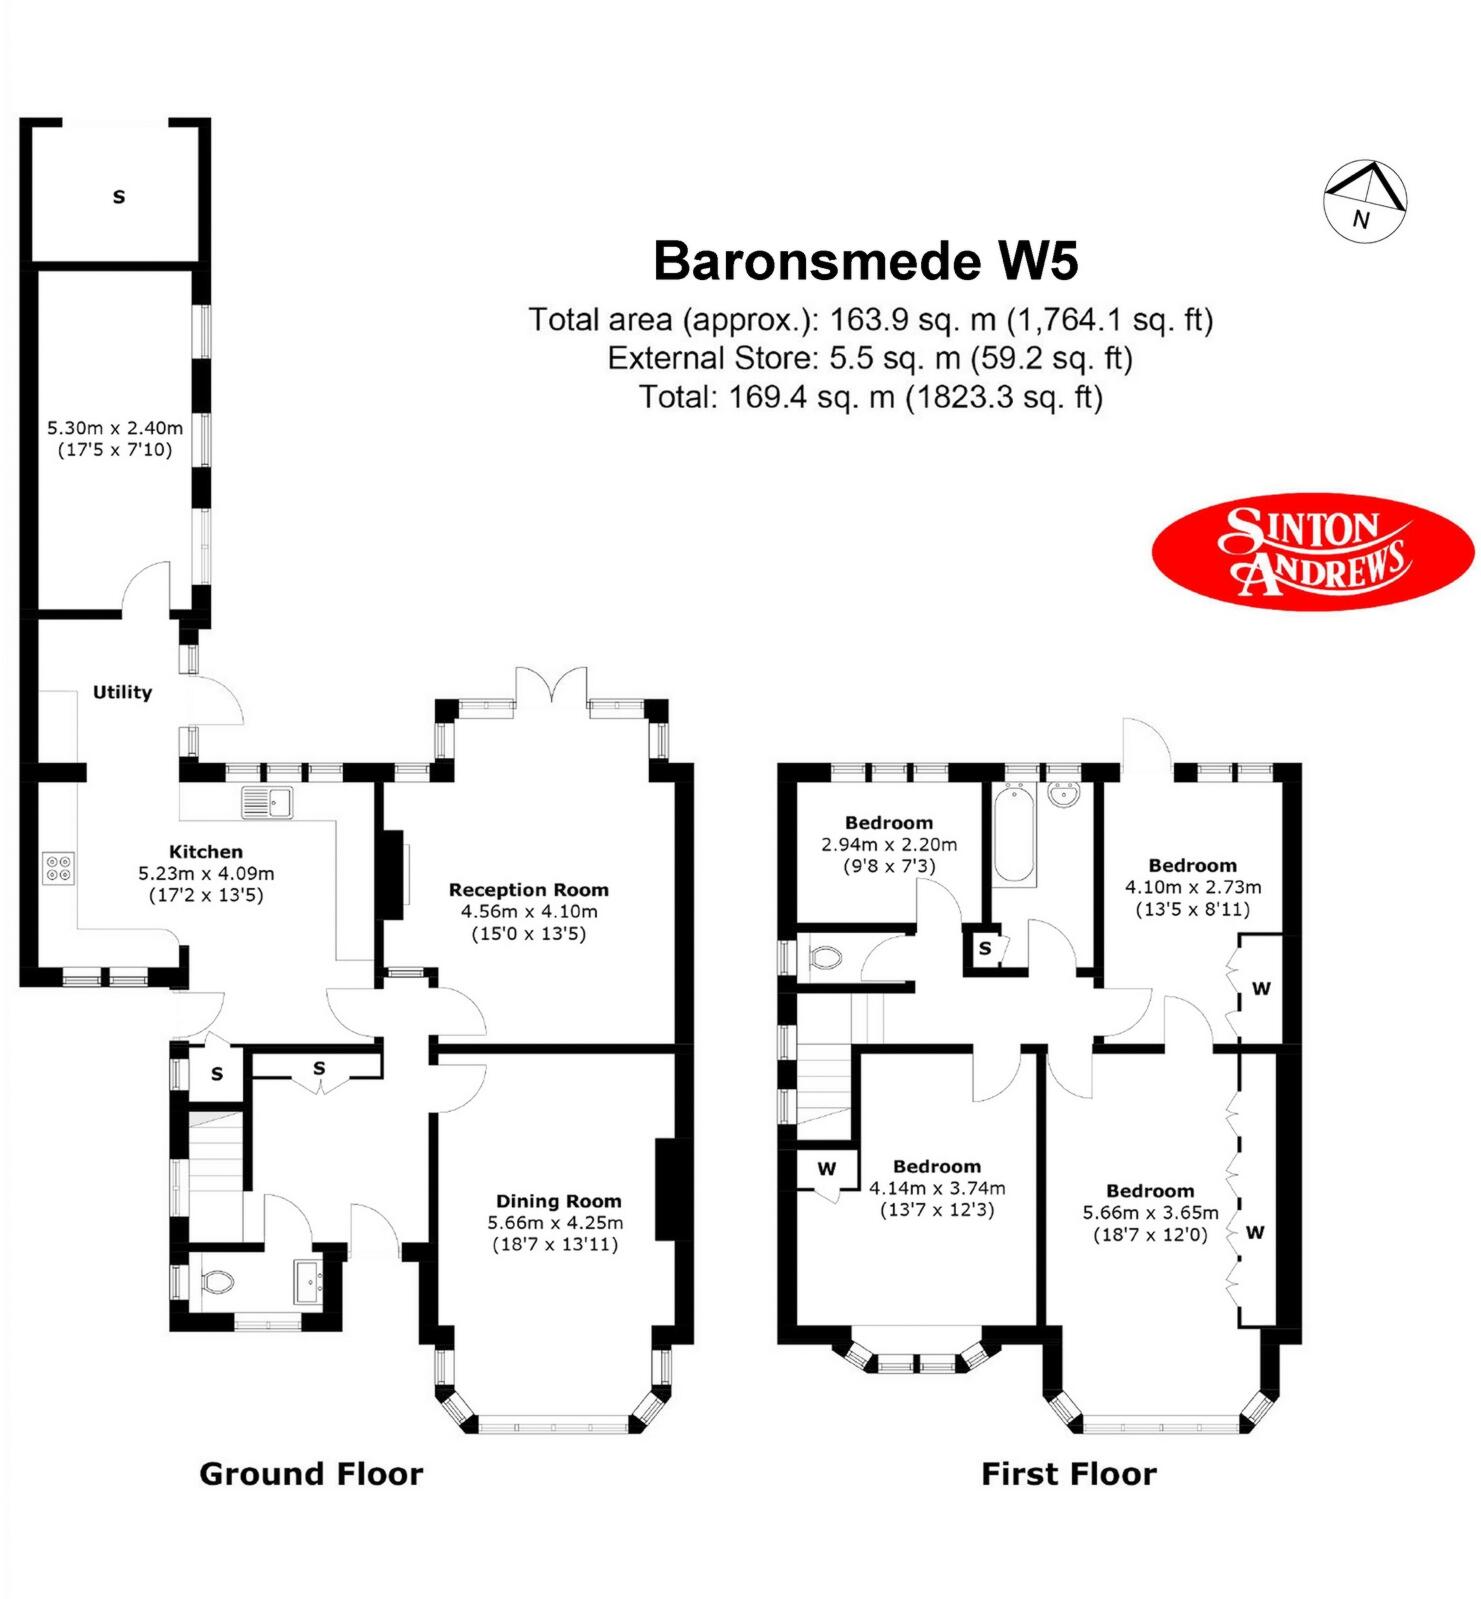 Baronsmede W5
Total area (approx.): 163.9 sq. m (1,764.1 sq. ft)
External Store: 5.5 sq. m (59.2 sq. ft)
Total: 169.4 sq. m (1823.3 sq. ft)
N
SINTON
ANDREWS
S
5.30m x 2.40m
(17'5 x 7'10)
Utility
Kitchen
5.23m x 4.09m
(17'2 x 13'5)
Reception Room
4.56m x 4.10m
(15'0 x 13'5)
S
S
Dining Room
5.66m x 4.25m
(18'7 x 13'11)
Ground Floor
Bedroom
2.94m x 2.20m
(9'8 x 7'3)
Bedroom
4.10m x 2.73m
(13'5 x 8'11)
S
W
W
Bedroom
4.14m x 3.74m
(13'7 x 12'3)
Bedroom
5.66m x 3.65m
(18'7 x 12'0)
W
First Floor